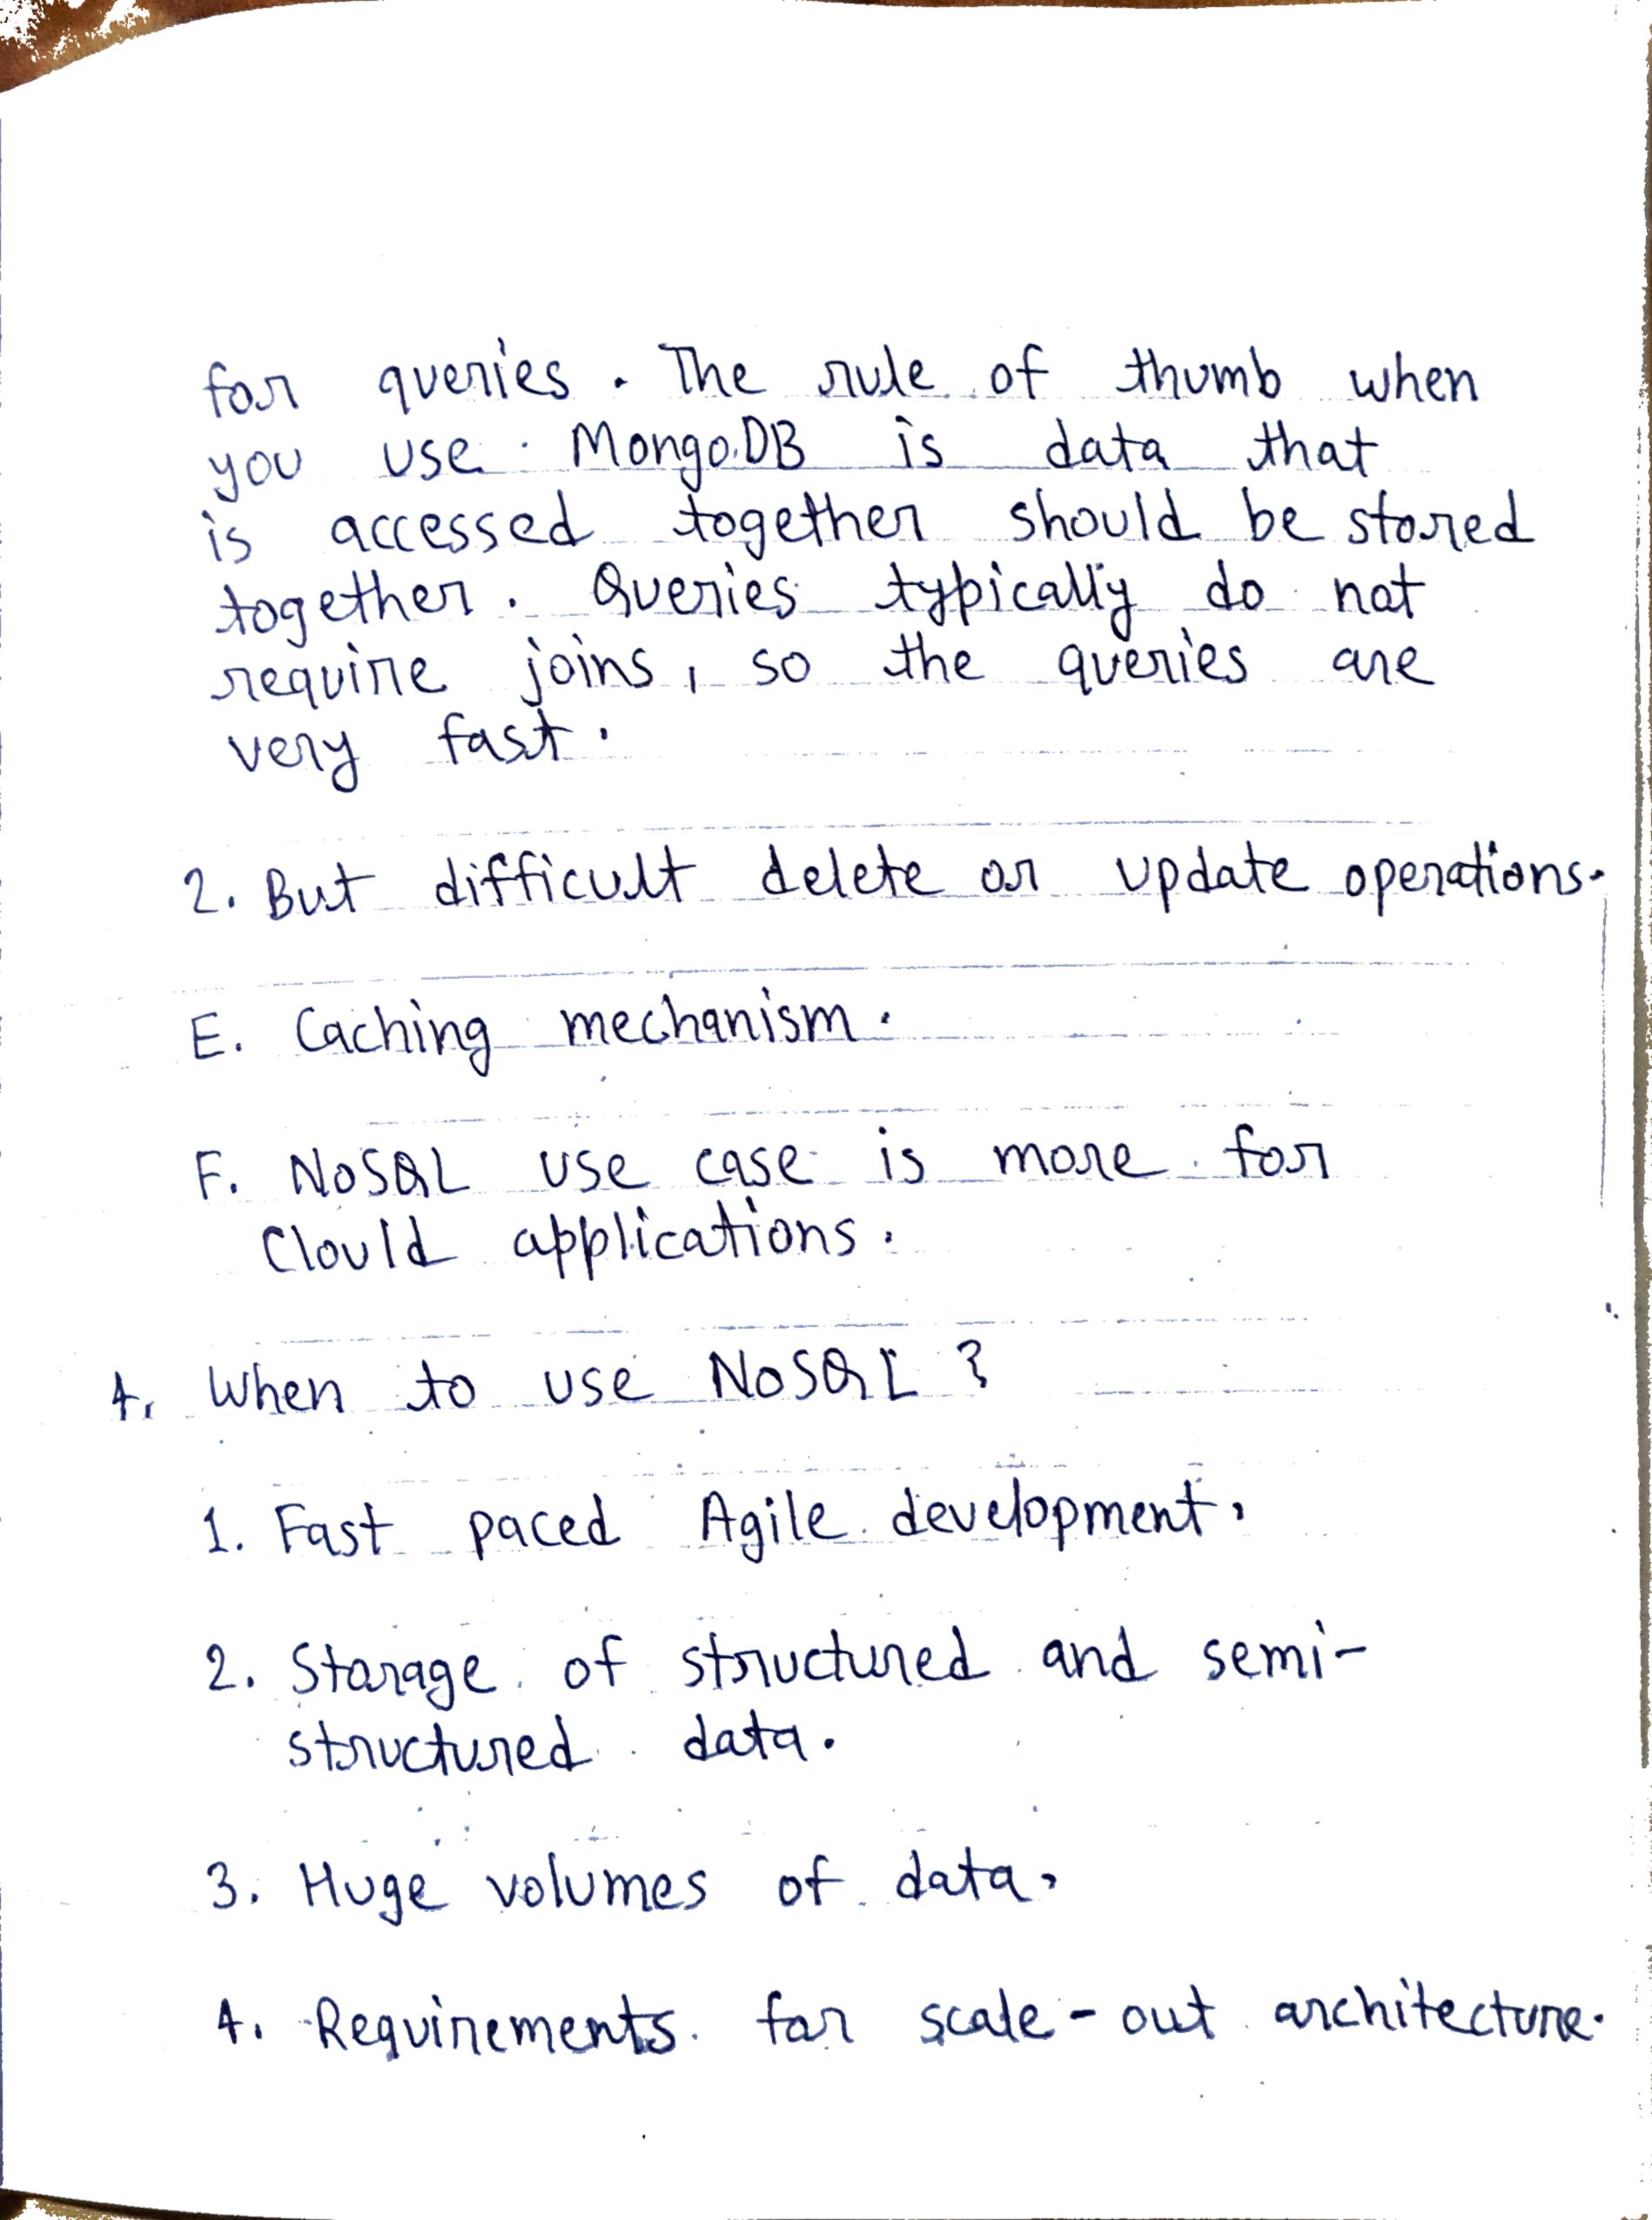 for queries. The rule of thumb when
you use MongoDB is data that
is accessed together should be stored
together. Queries typically do not
require joins, so the queries are
very fast.
2. But difficult delete or update operations.
E. Caching mechanism.
F. NoSQL use case is more for
Clould applications.
4. When to use NoSQL ?
1. Fast paced Agile development.
2. Storage of structured and semi-
structured data.
3. Huge volumes of data.
4. Requirements for scale-out architecture.